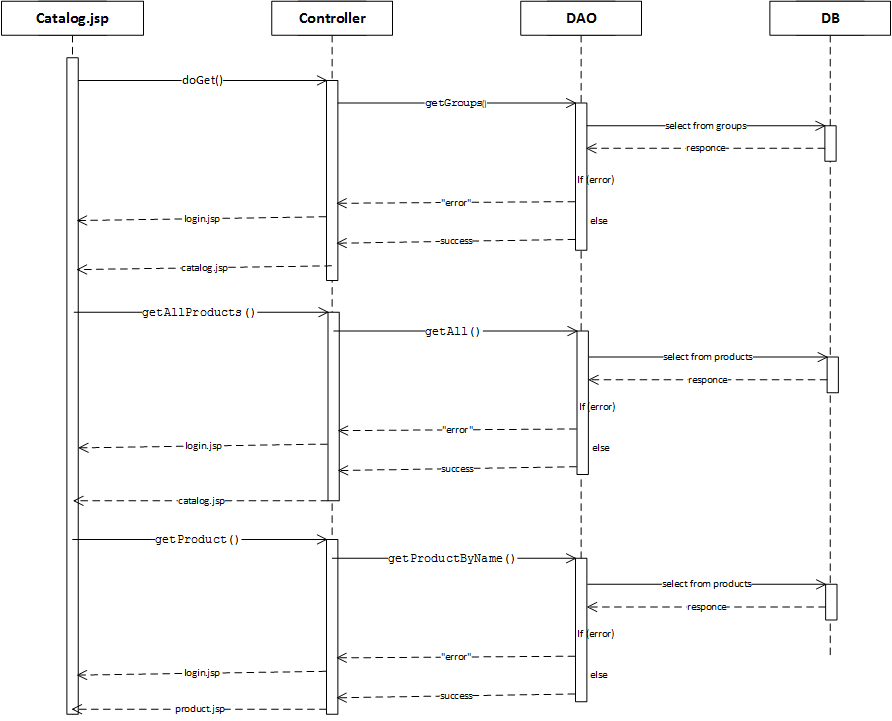 Catalog.jsp
Controller
DAO
DB
doGet()
getGroups()
select from groups
responce
If (error)
"error"
login.jsp
else
success
catalog.jsp
getAllProducts()
getAll()
select from products
responce
If (error)
"error"
login.jsp
else
success
catalog.jsp
getProduct()
getProductByName()
select from products
responce
If (error)
"error"
login.jsp
else
success
product.jsp